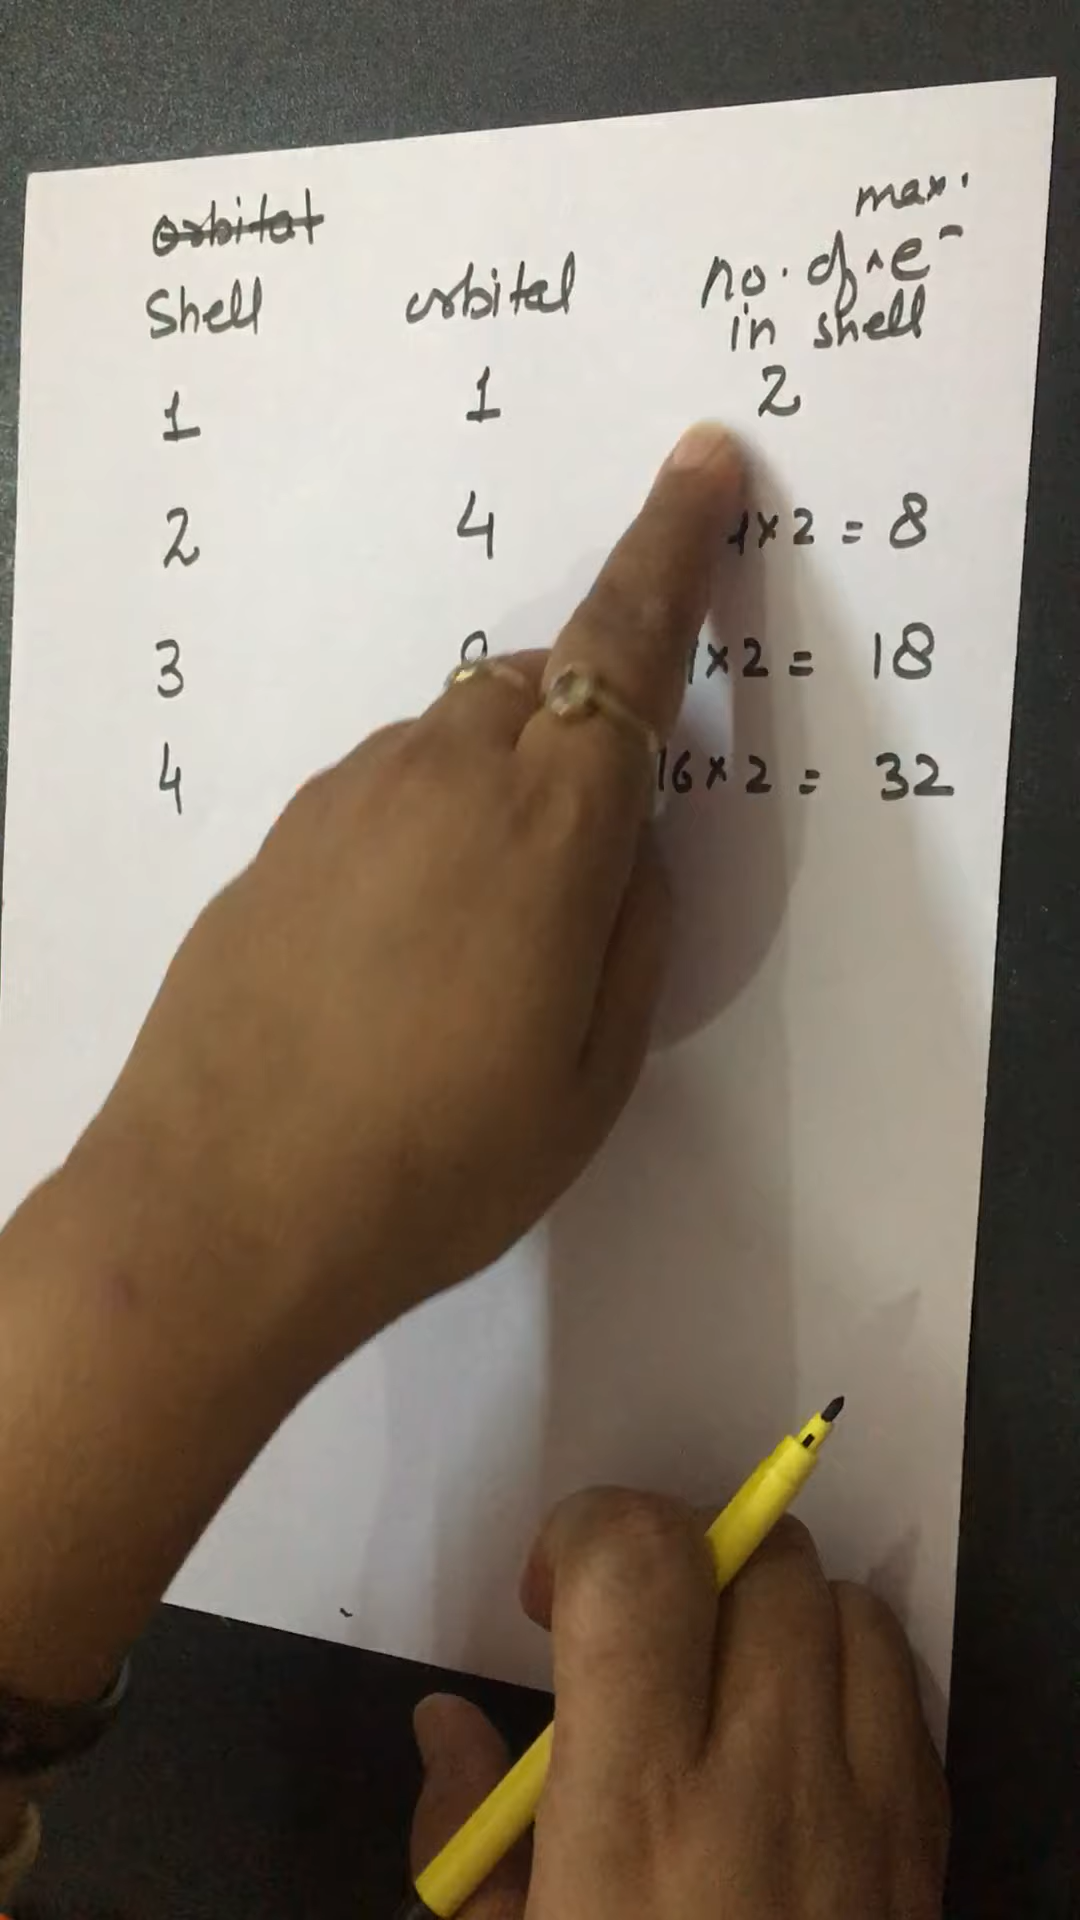 orbital
Shell orbital max. no. of ^ e⁻ in shell
1 1 2
2 4 × 2 = 8
3 × 2 = 18
4 16 × 2 = 32